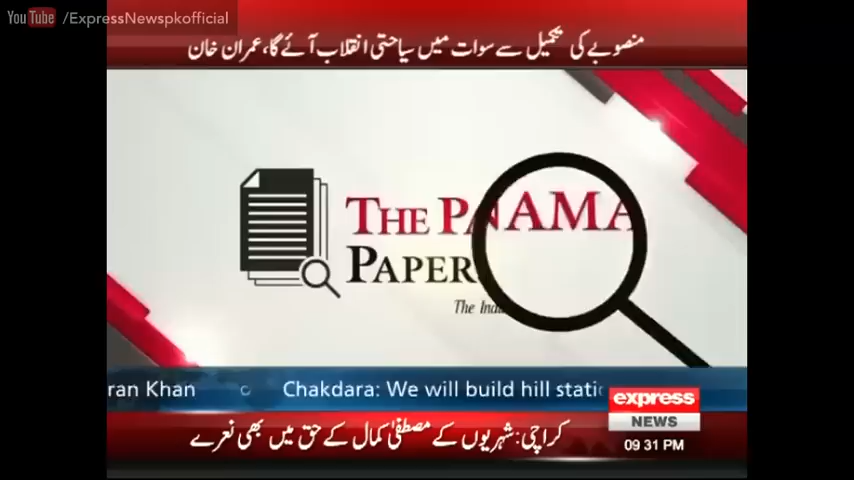 YouTube /ExpressNewspkofficial
منصوبے کی تکمیل سے سوات میں سیاحتی انقلاب آئے گا، عمران خان
THE PANAMA
PAPER
The Ind
ran Khan Chakdara: We will build hill static
express
NEWS
کراچی: شہریوں کے مصطفیٰ کمال کے حق میں بھی نعرے
09:31 PM